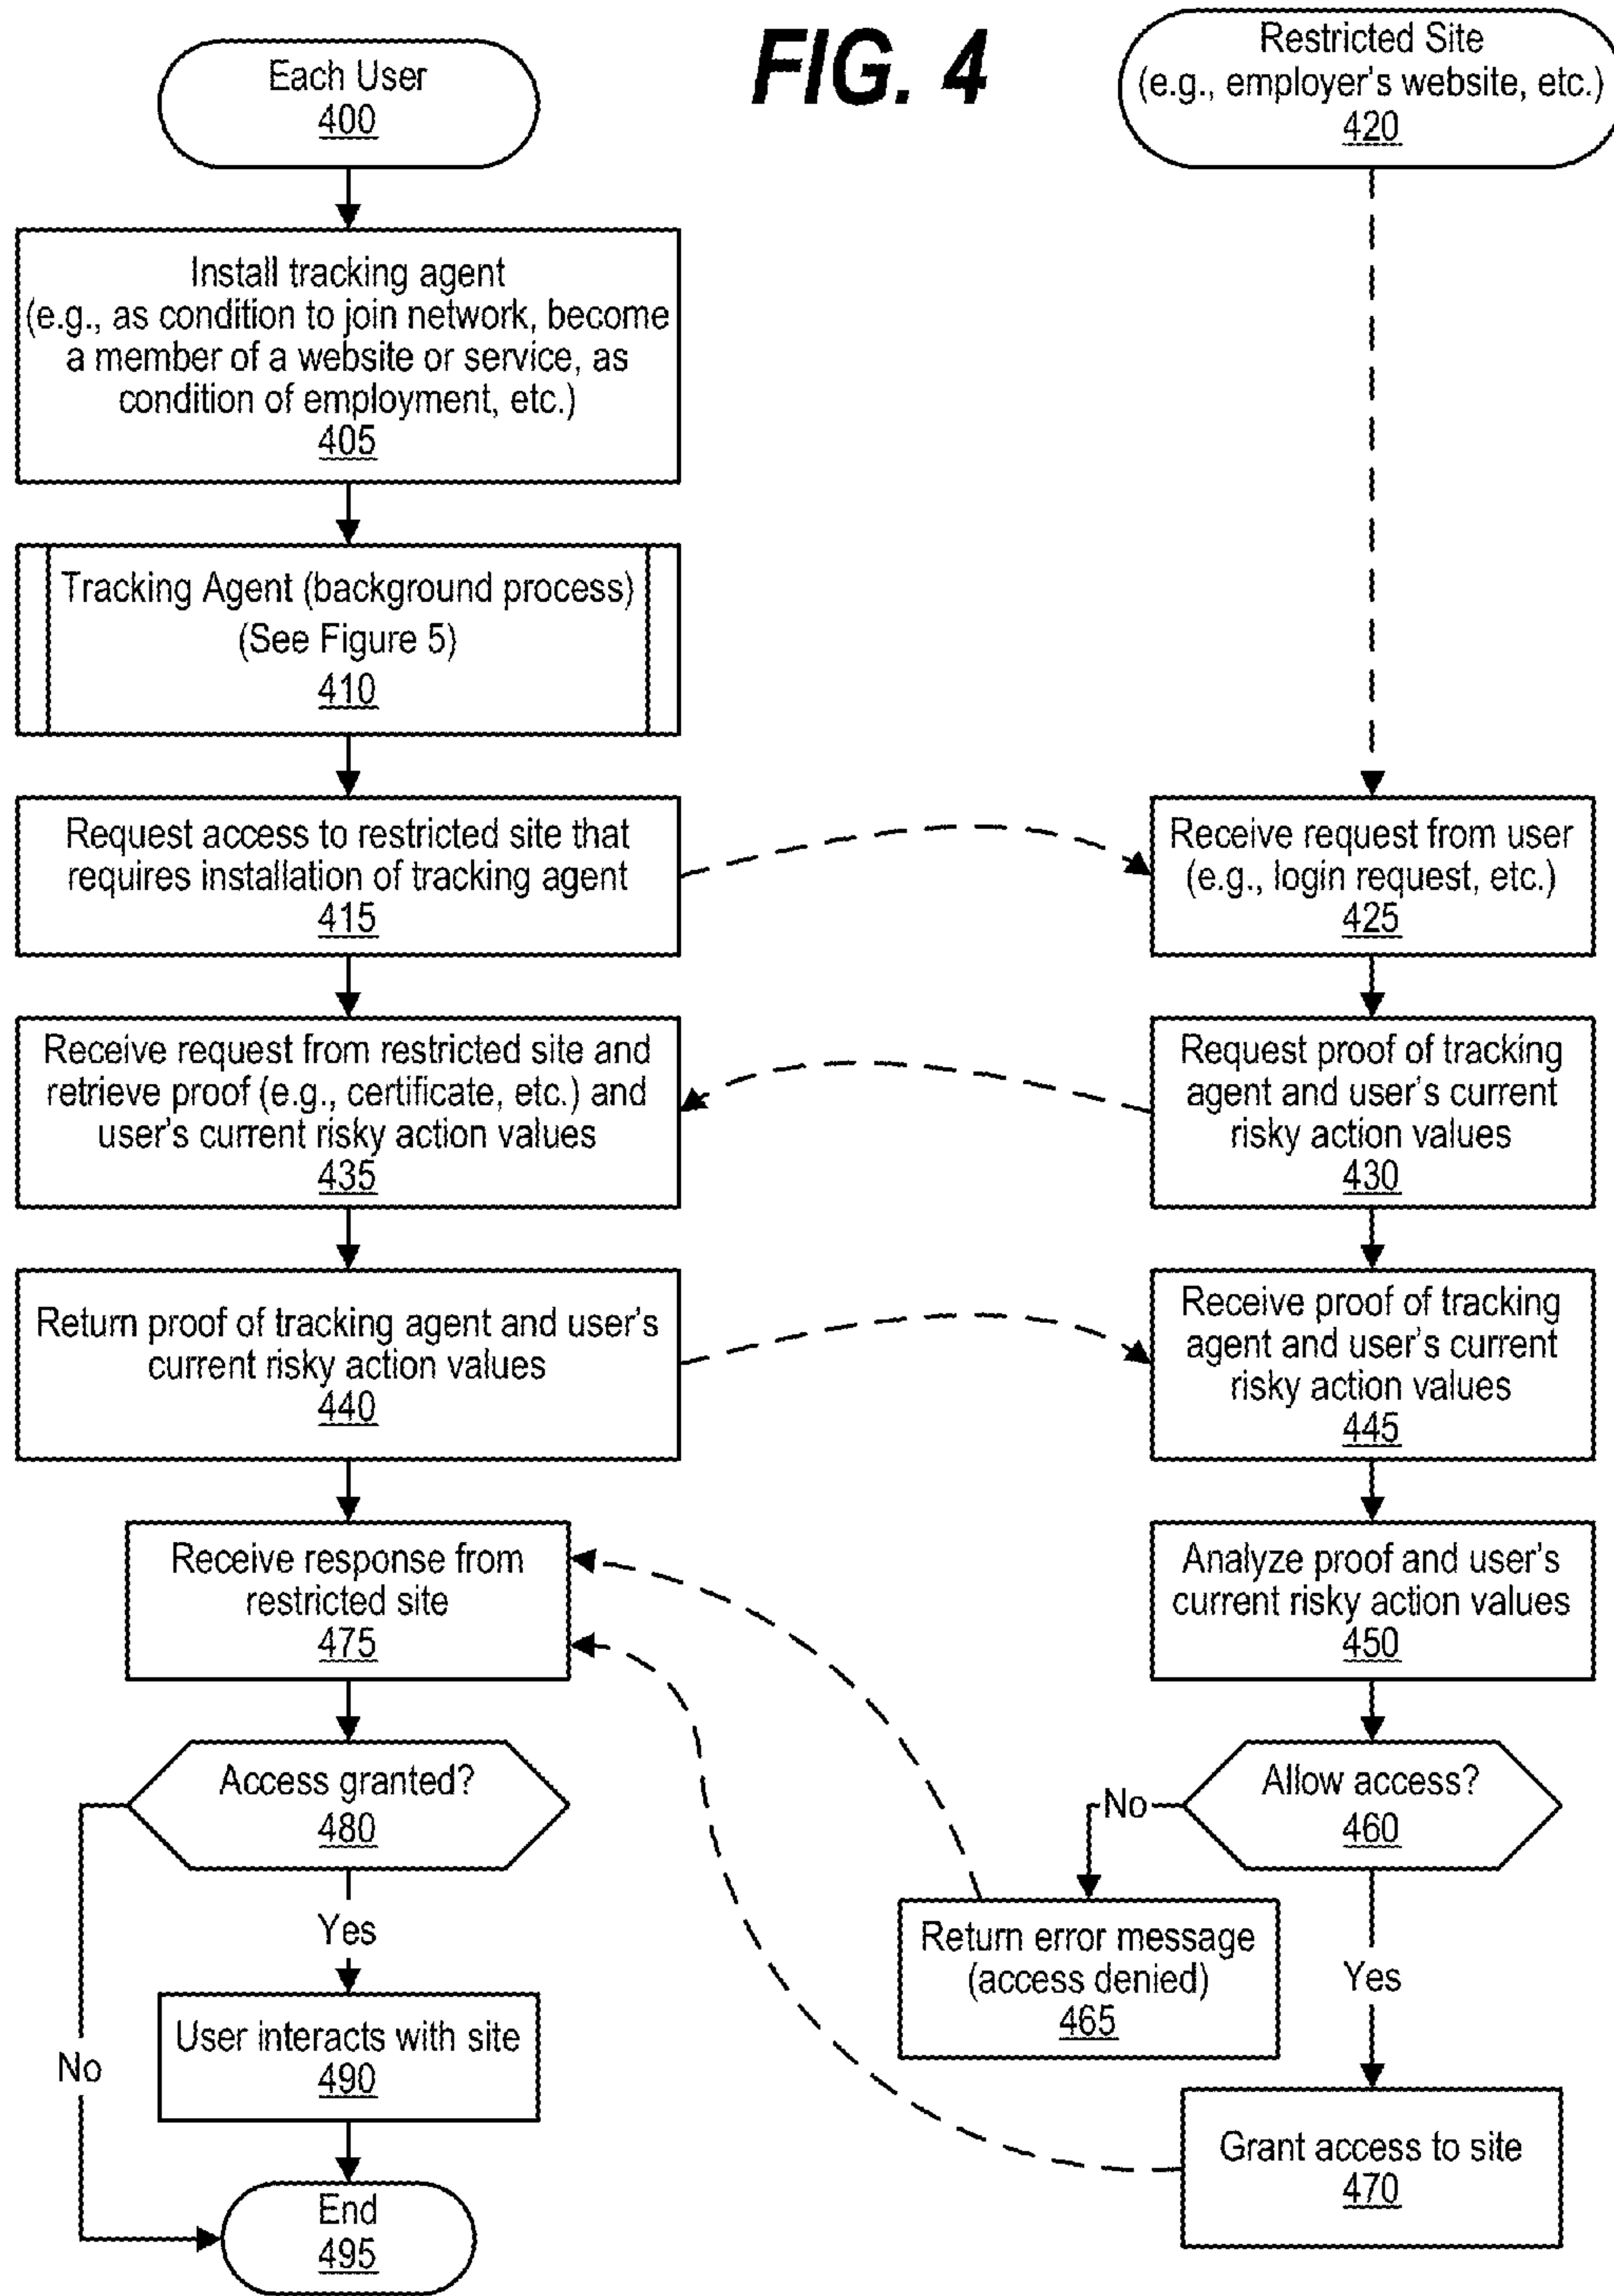 FIG. 4
Each User
400
Install tracking agent
(e.g., as condition to join network, become
a member of a website or service, as
condition of employment, etc.)
405
Tracking Agent (background process)
(See Figure 5)
410
Request access to restricted site that
requires installation of tracking agent
415
Receive request from restricted site and
retrieve proof (e.g., certificate, etc.) and
user's current risky action values
435
Return proof of tracking agent and user's
current risky action values
440
Receive response from
restricted site
475
Access granted?
480
Yes
No
User interacts with site
490
End
495
Restricted Site
(e.g., employer's website, etc.)
420
Receive request from user
(e.g., login request, etc.)
425
Request proof of tracking
agent and user's current
risky action values
430
Receive proof of tracking
agent and user's current
risky action values
445
Analyze proof and user's
current risky action values
450
Allow access?
460
No
Return error message
(access denied)
465
Yes
Grant access to site
470